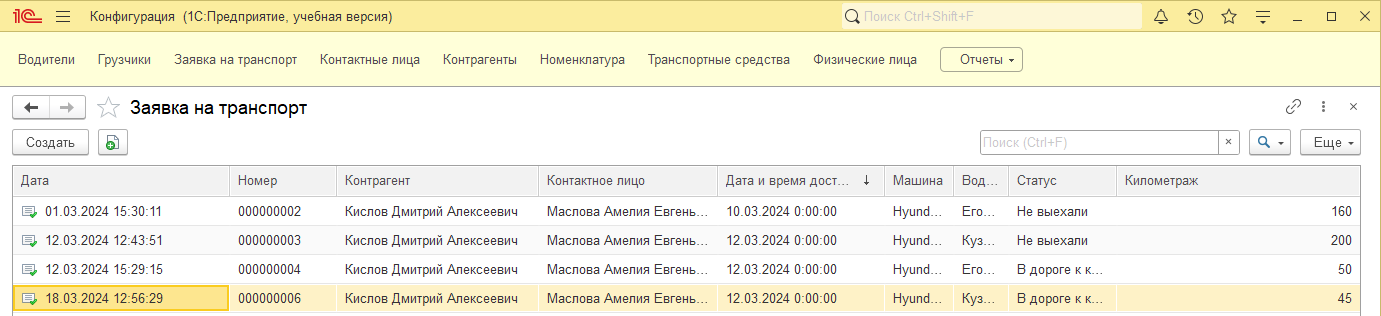 1С Конфигурация (1С:Предприятие, учебная версия) Поиск Ctrl+Shift+F
Водители Грузчики Заявка на транспорт Контактные лица Контрагенты Номенклатура Транспортные средства Физические лица Отчеты
Заявка на транспорт
Создать Поиск (Ctrl+F) × Еще
Дата Номер Контрагент Контактное лицо Дата и время дост... ↓ Машина Вод... Статус Километраж
01.03.2024 15:30:11 000000002 Кислов Дмитрий Алексеевич Маслова Амелия Евгень... 10.03.2024 0:00:00 Hyund... Его... Не выехали 160
12.03.2024 12:43:51 000000003 Кислов Дмитрий Алексеевич Маслова Амелия Евгень... 12.03.2024 0:00:00 Hyund... Куз... Не выехали 200
12.03.2024 15:29:15 000000004 Кислов Дмитрий Алексеевич Маслова Амелия Евгень... 12.03.2024 0:00:00 Hyund... Его... В дороге к к... 50
18.03.2024 12:56:29 000000006 Кислов Дмитрий Алексеевич Маслова Амелия Евгень... 12.03.2024 0:00:00 Hyund... Куз... В дороге к к... 45